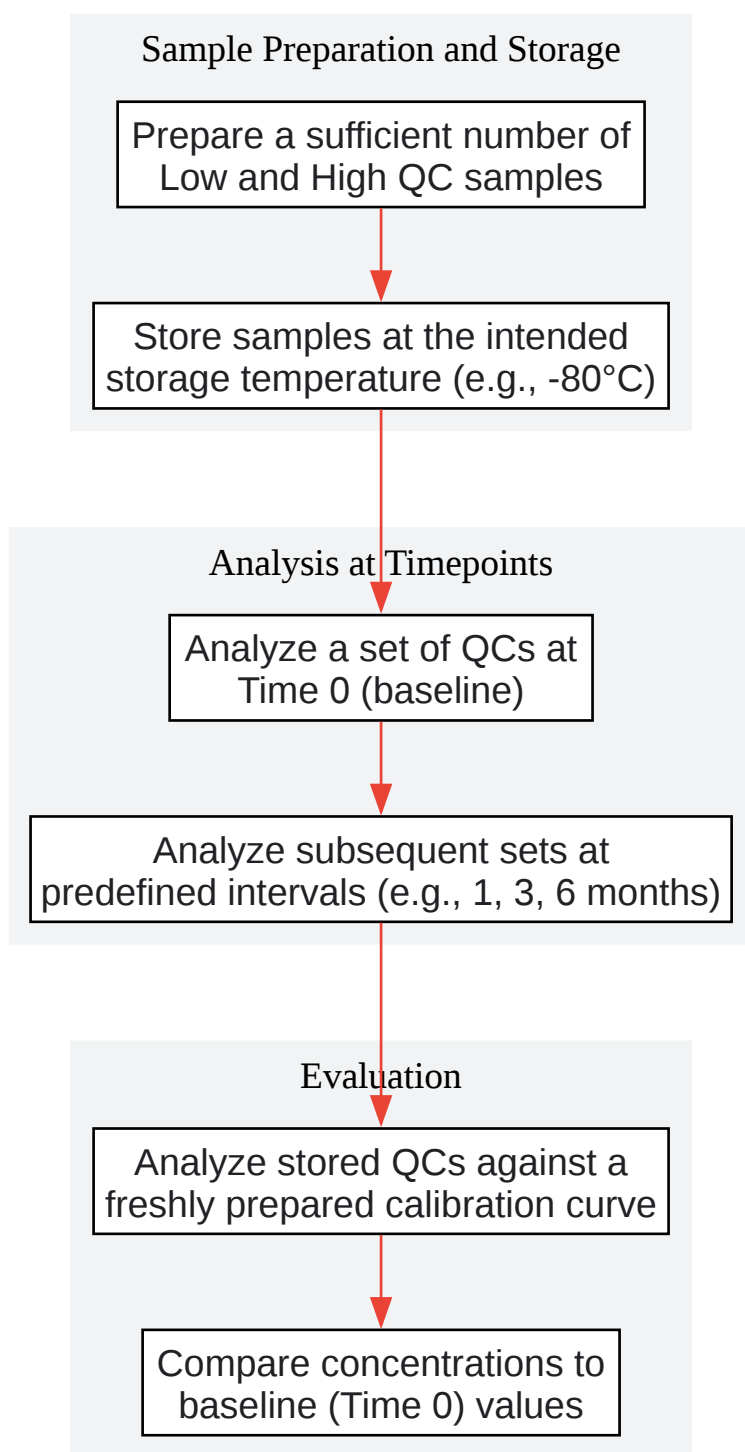 Sample Preparation and Storage
Prepare a sufficient number of
Low and High QC samples
Store samples at the intended
storage temperature (e.g., -80°C)
Analysis at Timepoints
Analyze a set of QCs at
Time 0 (baseline)
Analyze subsequent sets at
predefined intervals (e.g., 1, 3, 6 months)
Evaluation
Analyze stored QCs against a
freshly prepared calibration curve
Compare concentrations to
baseline (Time 0) values